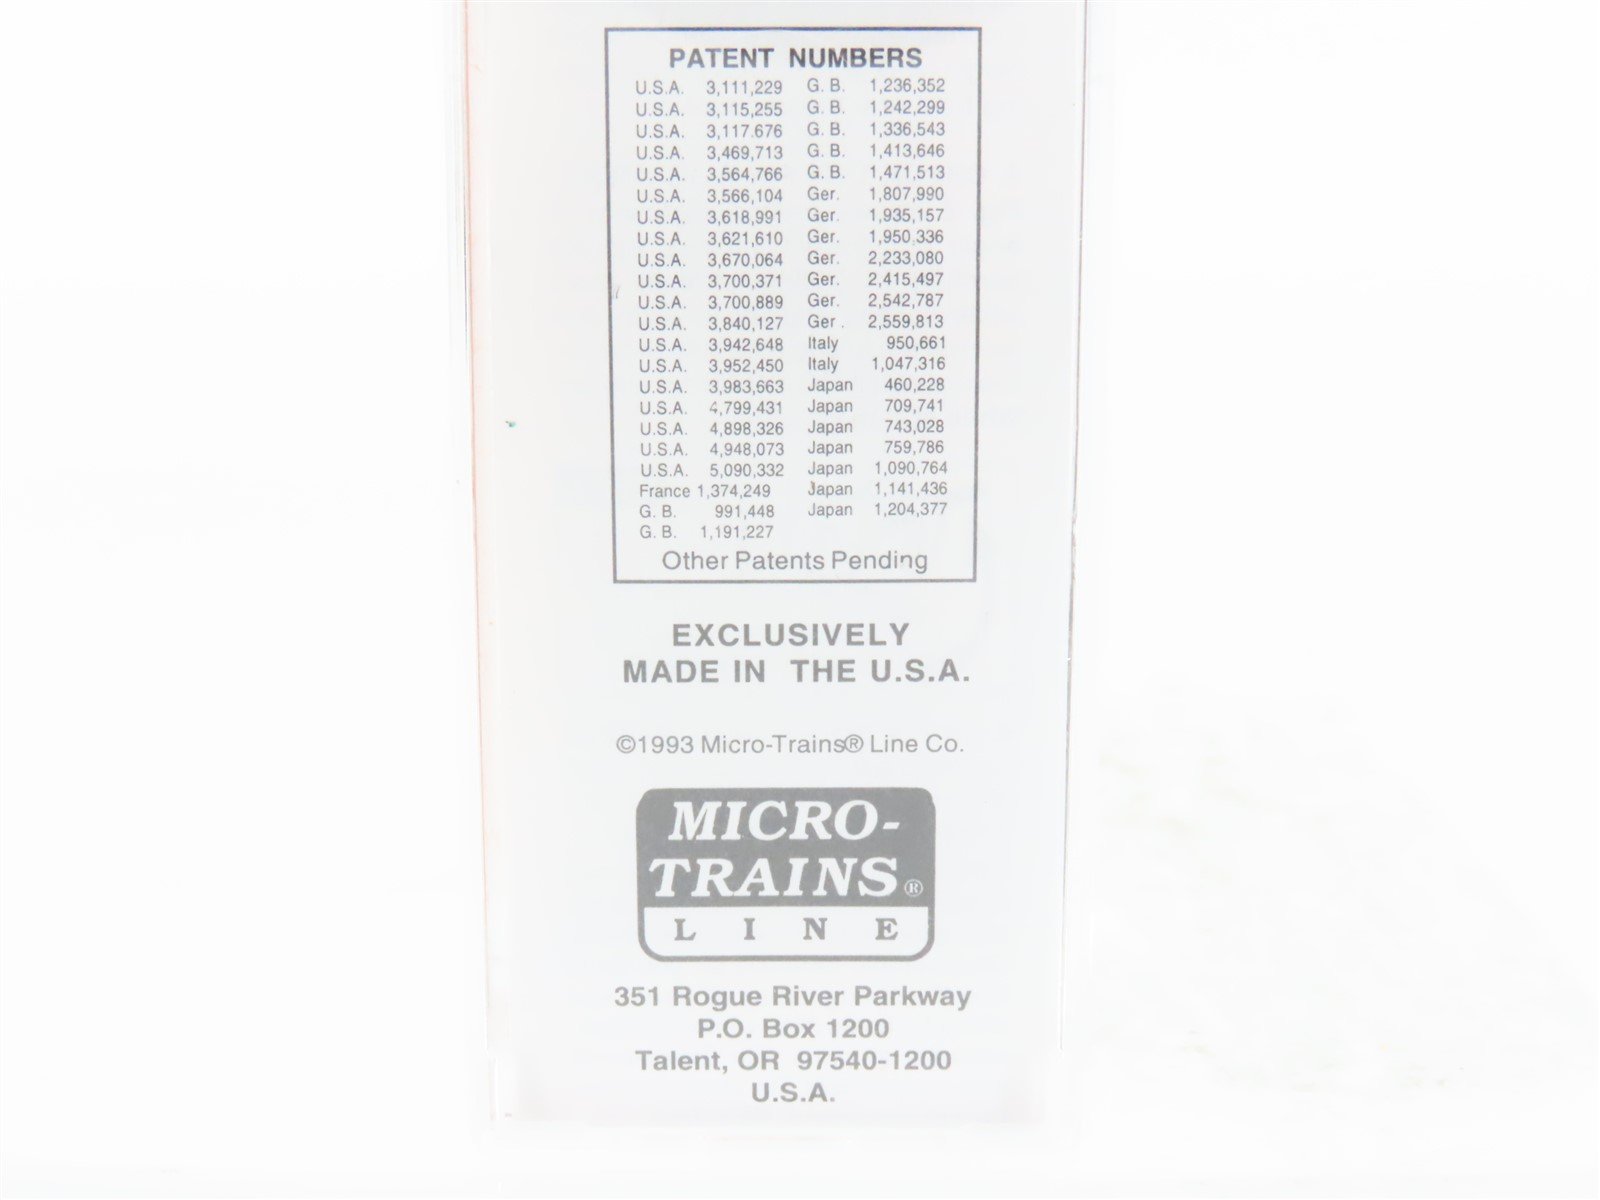 PATENT NUMBERS
U.S.A. 3,111,229 G. B. 1,236,352
U.S.A. 3,115,255 G. B. 1,242,299
U.S.A. 3,117.676 G. B. 1,336,543
U.S.A. 3,469,713 G. B. 1,413,646
U.S.A. 3,564,766 G. B. 1,471,513
U.S.A. 3,566,104 Ger. 1,807,990
U.S.A. 3,618,991 Ger. 1,935,157
U.S.A. 3,621,610 Ger. 1,950,336
U.S.A. 3,670,064 Ger. 2,233,080
U.S.A. 3,700,371 Ger. 2,415,497
U.S.A. 3,700,889 Ger. 2,542,787
U.S.A. 3,840,127 Ger. 2,559,813
U.S.A. 3,942,648 Italy 950,661
U.S.A. 3,952,450 Italy 1,047,316
U.S.A. 3,983,663 Japan 460,228
U.S.A. 4,799,431 Japan 709,741
U.S.A. 4,898,326 Japan 743,028
U.S.A. 4,948,073 Japan 759,786
U.S.A. 5,090,332 Japan 1,090,764
France 1,374,249 Japan 1,141,436
G. B. 991,448 Japan 1,204,377
G. B. 1,191,227
Other Patents Pending
EXCLUSIVELY
MADE IN THE U.S.A.
©1993 Micro-Trains® Line Co.
MICRO-
TRAINS®
LINE
351 Rogue River Parkway
P.O. Box 1200
Talent, OR 97540-1200
U.S.A.